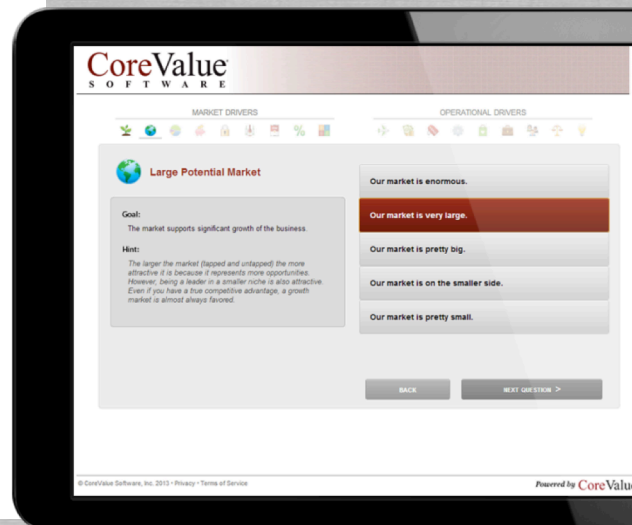 CoreValue
SOFTWARE
MARKET DRIVERS
OPERATIONAL DRIVERS
%
Large Potential Market
Goal:
The market supports significant growth of the business.
Hint:
The larger the market (tapped and untapped) the more
attractive it is because it represents more opportunities.
However, being a leader in a smaller niche is also attractive.
Even if you have a true competitive advantage, a growth
market is almost always favored.
Our market is enormous.
Our market is very large.
Our market is pretty big.
Our market is on the smaller side.
Our market is pretty small.
BACK
NEXT QUESTION >
© CoreValue Software, Inc. 2013 • Privacy • Terms of Service
Powered by CoreValue